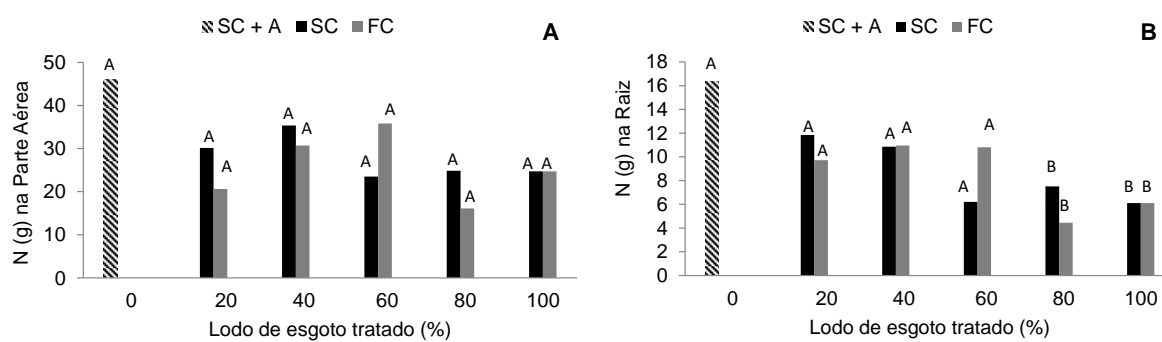 SC + A SC FC
A
N (g) na Parte Aérea
50
40
30
20
10
0
A
A
A
A
A
A
A
A
A
A A
0 20 40 60 80 100
Lodo de esgoto tratado (%)
SC + A SC FC
B
N (g) na Raiz
18
16
14
12
10
8
6
4
2
0
A
A
A
A A
A
A
B
B
B B
0 20 40 60 80 100
Lodo de esgoto tratado (%)